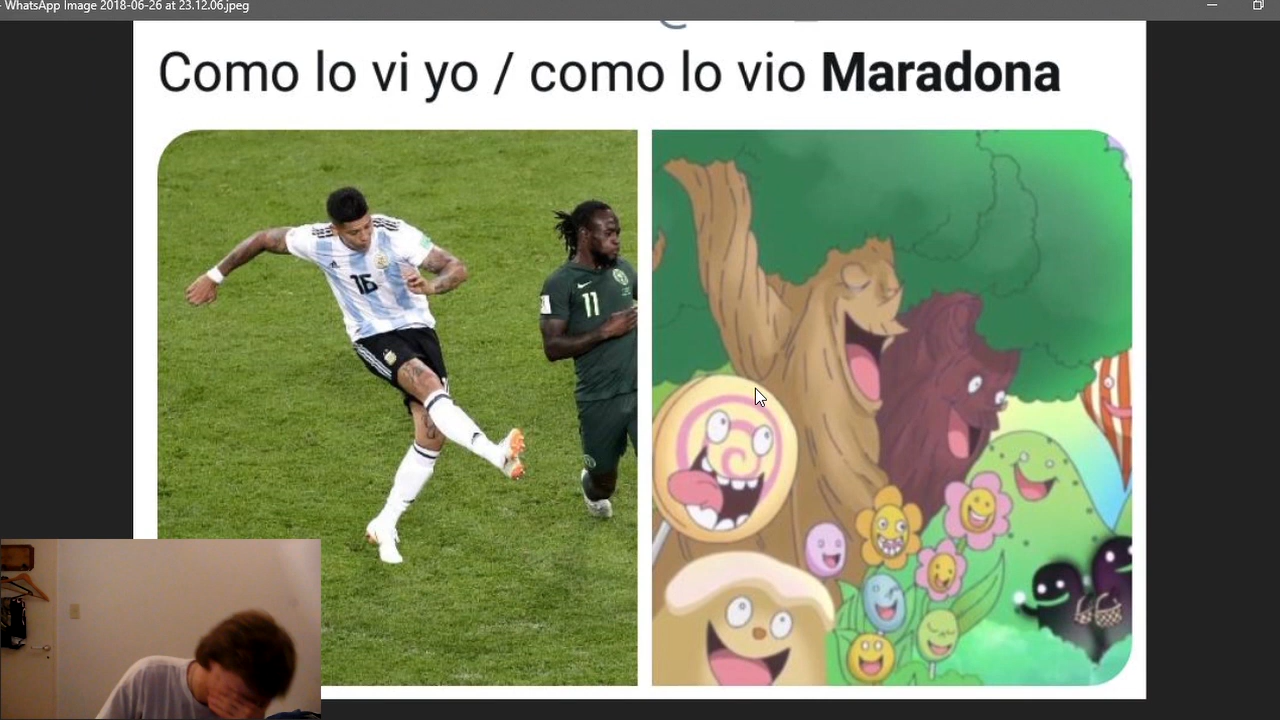 WhatsApp Image 2018-06-26 at 23.12.06.jpeg
Como lo vi yo / como lo vio Maradona
16
11